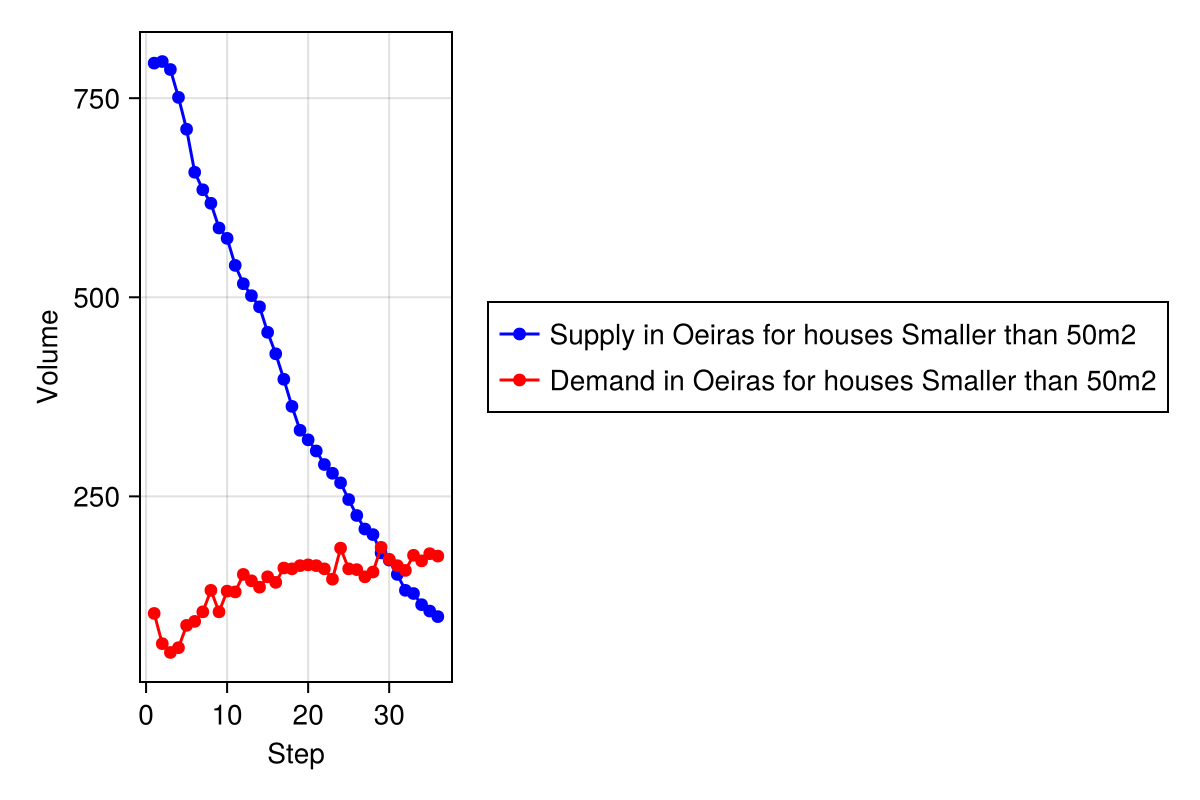 Volume
750
500
250
0 10 20 30
Step
Supply in Oeiras for houses Smaller than 50m2
Demand in Oeiras for houses Smaller than 50m2